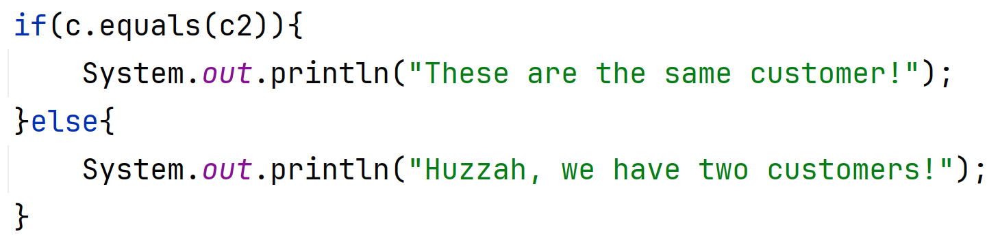 if(c.equals(c2)){
    System.out.println("These are the same customer!");
}else{
    System.out.println("Huzzah, we have two customers!");
}